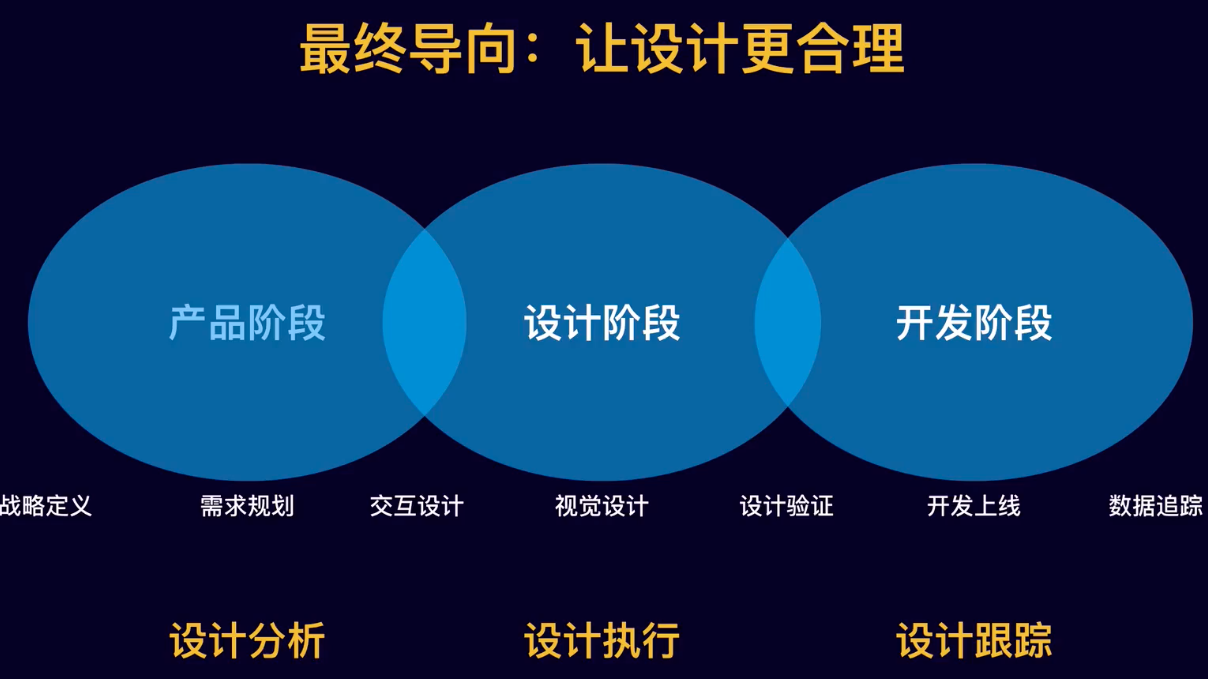 最终导向：让设计更合理
产品阶段 设计阶段 开发阶段
战略定义 需求规划 交互设计 视觉设计 设计验证 开发上线 数据追踪
设计分析 设计执行 设计跟踪